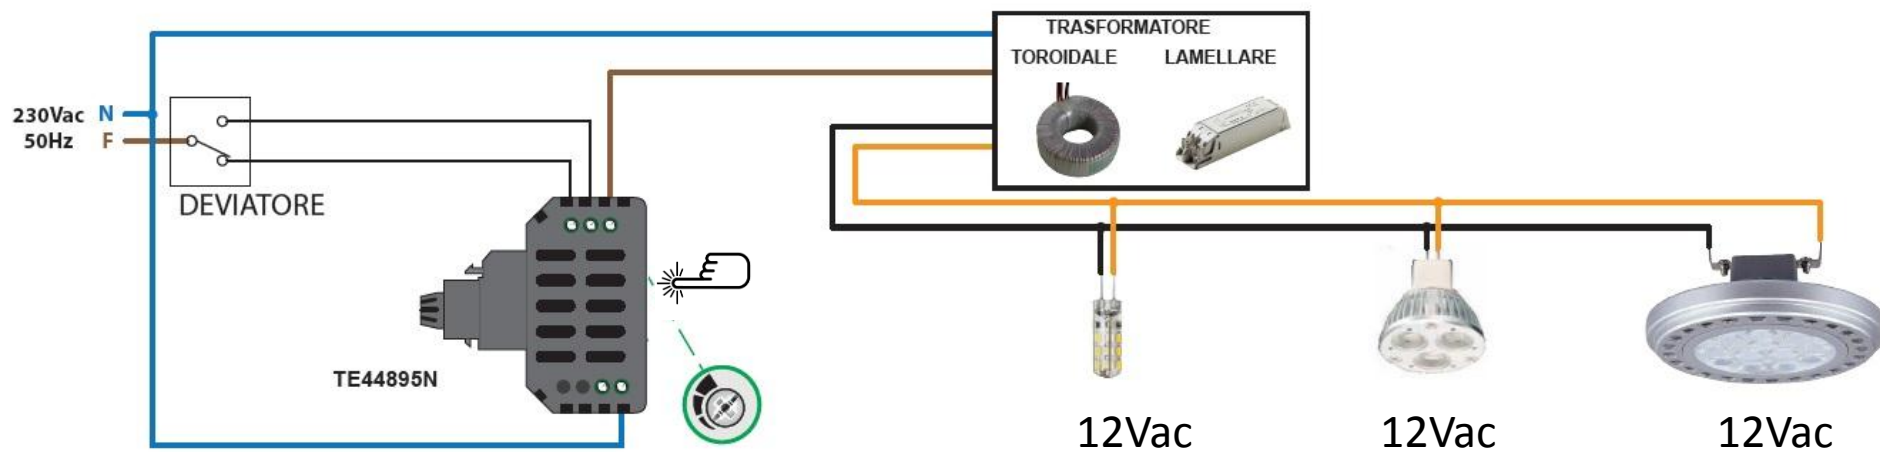 TRASFORMATORE
TOROIDALE LAMELLARE
230Vac N
50Hz F
DEVIATORE
TE44895N
12Vac 12Vac 12Vac